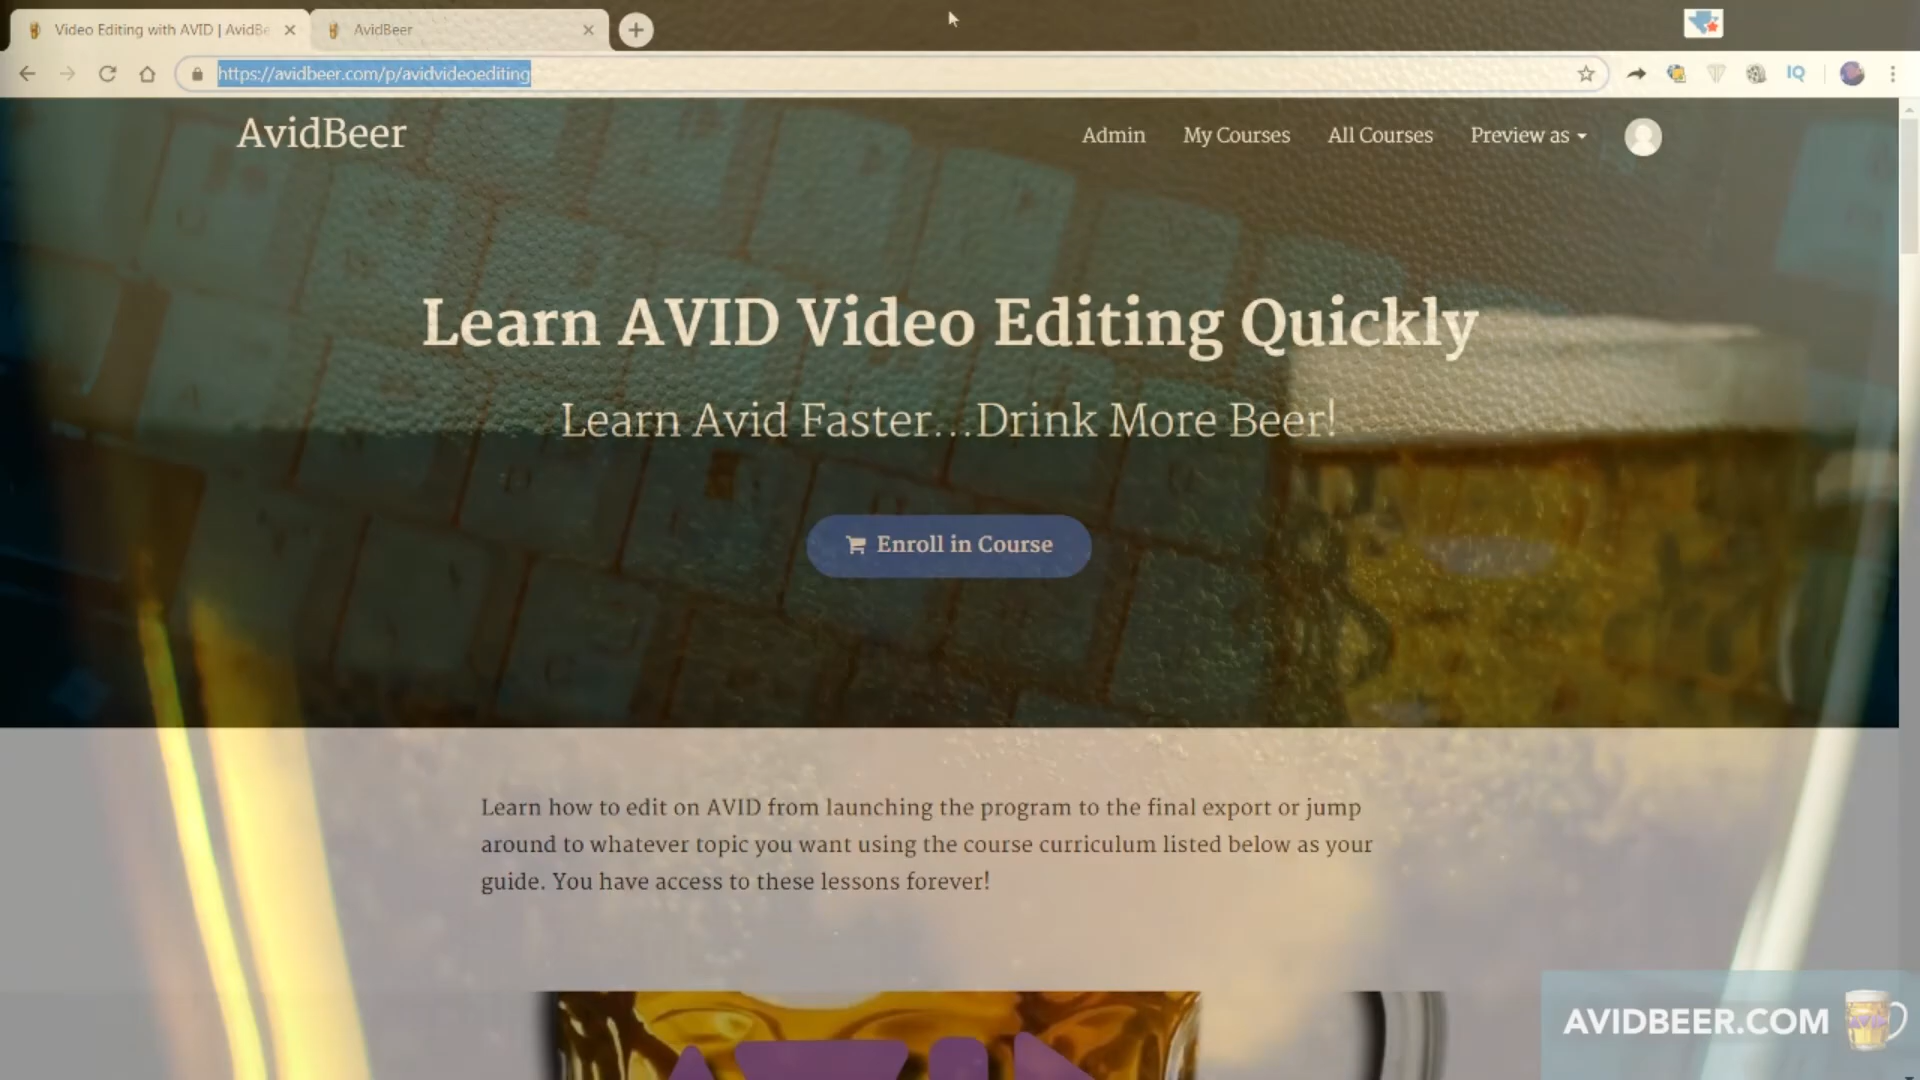 Video Editing with AVID | AvidBe
AvidBeer
https://avidbeer.com/p/avidvideoediting
IQ
AvidBeer
Admin
My Courses
All Courses
Preview as
Learn AVID Video Editing Quickly
Learn Avid Faster...Drink More Beer!
Enroll in Course
Learn how to edit on AVID from launching the program to the final export or jump
around to whatever topic you want using the course curriculum listed below as your
guide. You have access to these lessons forever!
AVIDBEER.COM